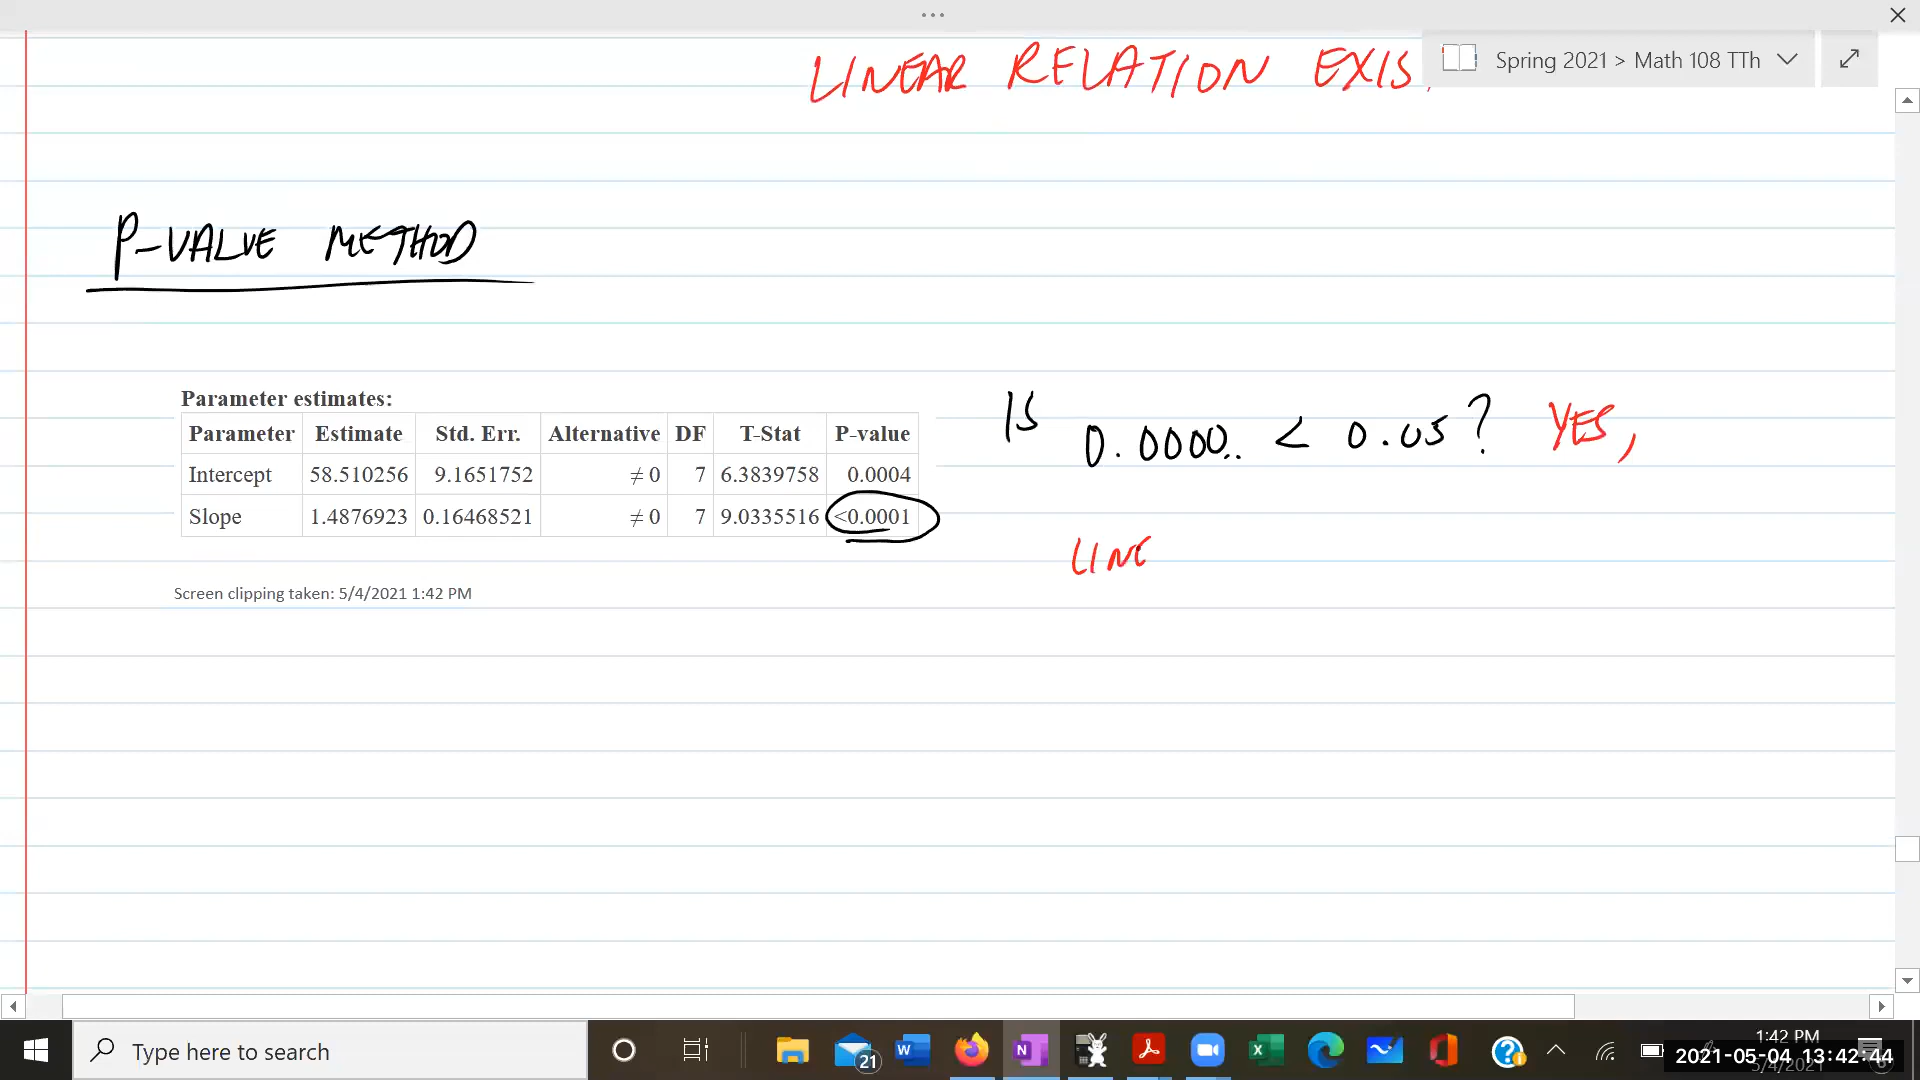 LINEAR RELATION EXIS
Spring 2021 > Math 108 TTh
P-VALUE METHOD
Parameter estimates:
Parameter Estimate Std. Err. Alternative DF T-Stat P-value
Intercept 58.510256 9.1651752 ≠ 0 7 6.3839758 0.0004
Slope 1.4876923 0.16468521 ≠ 0 7 9.0335516 <0.0001
IS 0.0000.. < 0.05? YES,
LINE
Screen clipping taken: 5/4/2021 1:42 PM
Type here to search
21
1:42 PM
2021-05-04 13:42:44